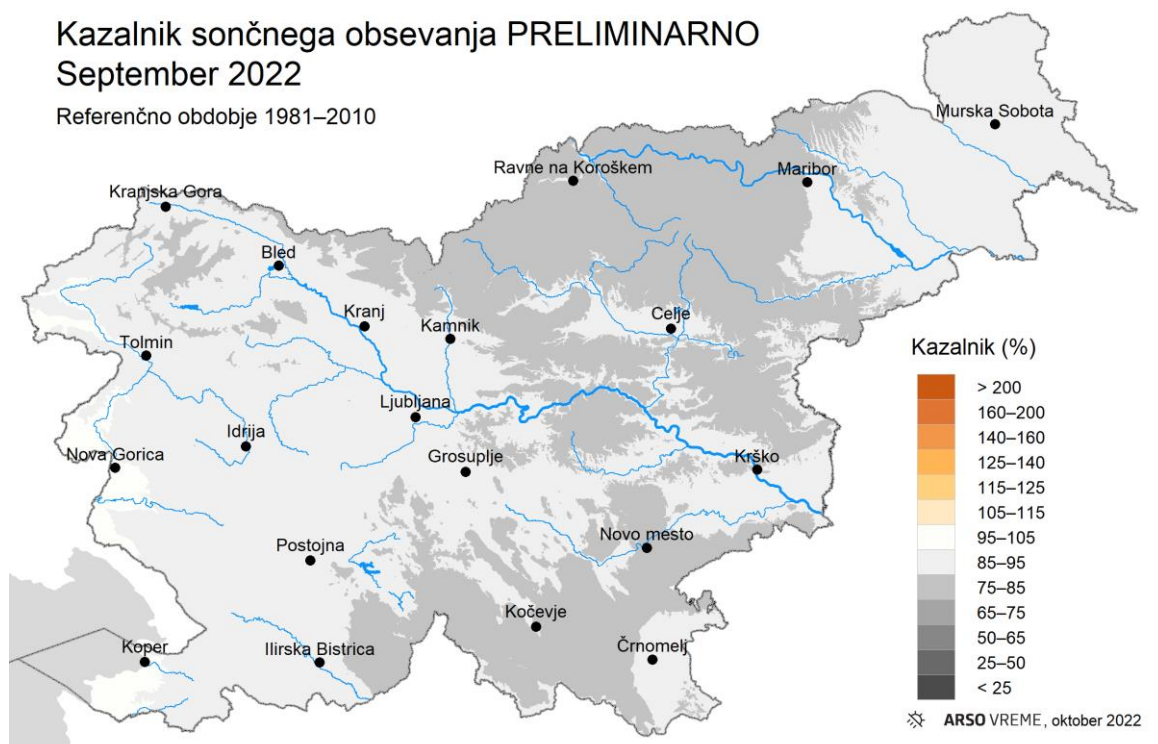 Kazalnik sončnega obsevanja PRELIMINARNO
September 2022
Referenčno obdobje 1981–2010
Murska Sobota
Ravne na Koroškem
Maribor
Kranjska Gora
Bled
Kranj
Kamnik
Celje
Tolmin
Ljubljana
Idrija
Nova Gorica
Grosuplje
Krško
Postojna
Novo mesto
Kočevje
Koper
Ilirska Bistrica
Črnomelj
Kazalnik (%)
> 200
160–200
140–160
125–140
115–125
105–115
95–105
85–95
75–85
65–75
50–65
25–50
< 25
ARSO VREME, oktober 2022